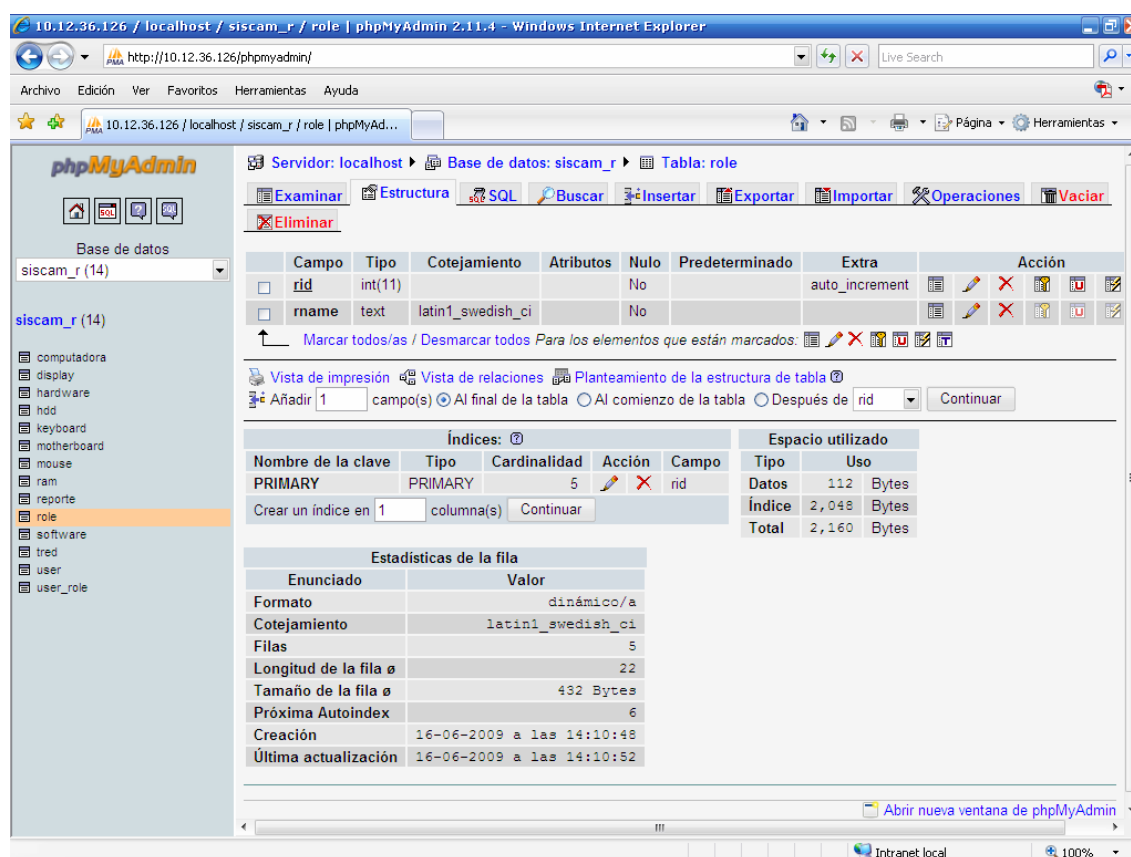 10.12.36.126 / localhost / siscam_r / role | phpMyAdmin 2.11.4 - Windows Internet Explorer
http://10.12.36.126/phpmyadmin/
Live Search
Archivo Edición Ver Favoritos Herramientas Ayuda
10.12.36.126 / localhost / siscam_r / role | phpMyAd...
Página Herramientas
phpMyAdmin
SQL
Base de datos
siscam_r (14)
siscam_r (14)
computadora
display
hardware
hdd
keyboard
motherboard
mouse
ram
reporte
role
software
tred
user
user_role
Servidor: localhost Base de datos: siscam_r Tabla: role
Examinar Estructura SQL Buscar Insertar Exportar Importar Operaciones Vaciar
Eliminar
Campo Tipo Cotejamiento Atributos Nulo Predeterminado Extra Acción
rid int(11) No auto_increment
rname text latin1_swedish_ci No
Marcar todos/as / Desmarcar todos Para los elementos que están marcados:
Vista de impresión Vista de relaciones Planteamiento de la estructura de tabla
Añadir 1 campo(s) Al final de la tabla Al comienzo de la tabla Después de rid Continuar
Índices:
Nombre de la clave Tipo Cardinalidad Acción Campo
PRIMARY PRIMARY 5 rid
Crear un índice en 1 columna(s) Continuar
Espacio utilizado
Tipo Uso
Datos 112 Bytes
Índice 2,048 Bytes
Total 2,160 Bytes
Estadísticas de la fila
Enunciado Valor
Formato dinámico/a
Cotejamiento latin1_swedish_ci
Filas 5
Longitud de la fila ø 22
Tamaño de la fila ø 432 Bytes
Próxima Autoindex 6
Creación 16-06-2009 a las 14:10:48
Última actualización 16-06-2009 a las 14:10:52
Abrir nueva ventana de phpMyAdmin
Intranet local 100%